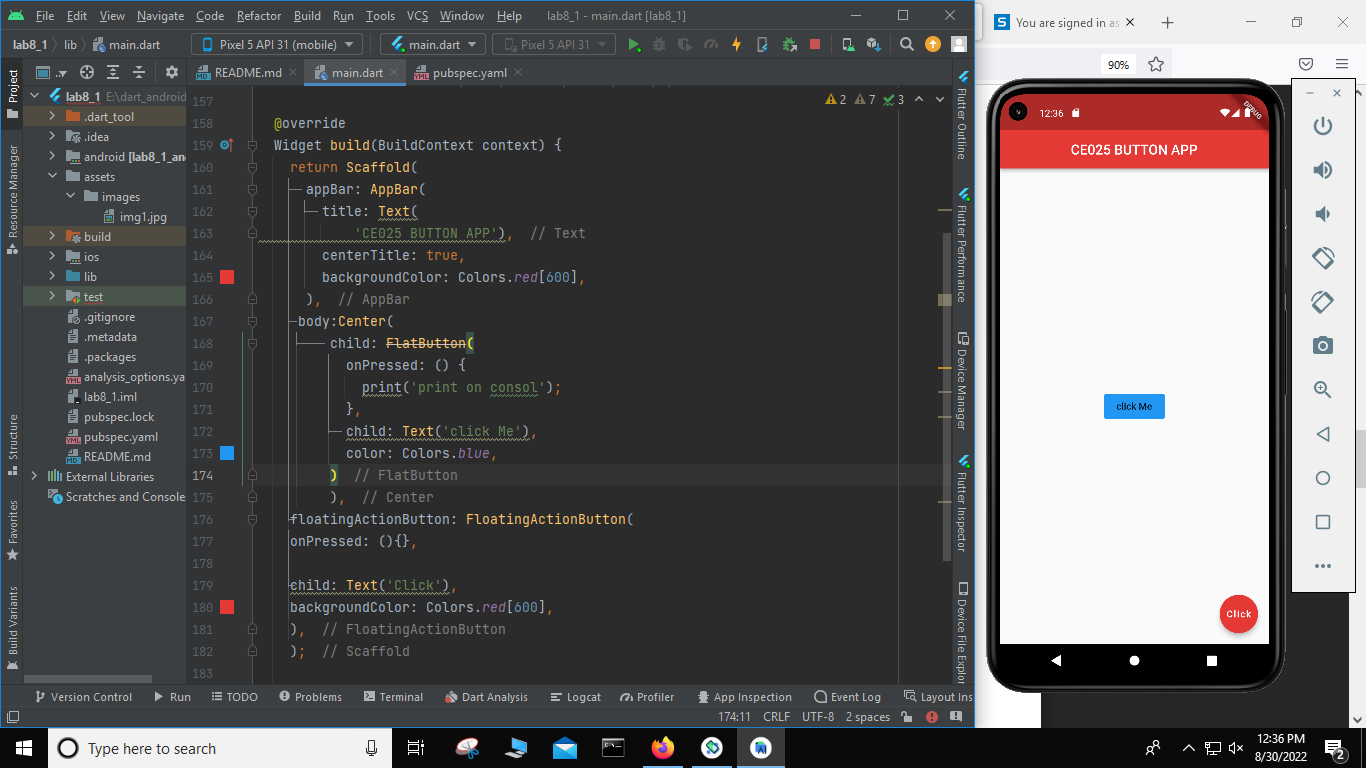 File Edit View Navigate Code Refactor Build Run Tools VCS Window Help lab8_1 - main.dart [lab8_1]
lab8_1 lib main.dart Pixel 5 API 31 (mobile) main.dart Pixel 5 API 31
Project
Resource Manager
Structure
Favorites
Build Variants
lab8_1 E:\dart_android
.dart_tool
.idea
android [lab8_1_an
assets
images
img1.jpg
build
ios
lib
test
.gitignore
.metadata
.packages
analysis_options.ya
lab8_1.iml
pubspec.lock
pubspec.yaml
README.md
External Libraries
Scratches and Console
README.md main.dart pubspec.yaml
2 7 3
157
158 @override
159 Widget build(BuildContext context) {
160 return Scaffold(
161 appBar: AppBar(
162 title: Text(
163 'CE025 BUTTON APP'), // Text
164 centerTitle: true,
165 backgroundColor: Colors.red[600],
166 ), // AppBar
167 body:Center(
168 child: FlatButton(
169 onPressed: () {
170 print('print on consol');
171 },
172 child: Text('click Me'),
173 color: Colors.blue,
174 ) // FlatButton
175 ), // Center
176 floatingActionButton: FloatingActionButton(
177 onPressed: (){},
178
179 child: Text('Click'),
180 backgroundColor: Colors.red[600],
181 ), // FloatingActionButton
182 ); // Scaffold
183
Flutter Outline
Flutter Performance
Device Manager
Flutter Inspector
Device File Explor
Version Control Run TODO Problems Terminal Dart Analysis Logcat Profiler App Inspection Event Log Layout Ins
174:11 CRLF UTF-8 2 spaces
You are signed in as
90%
12:36
DEBUG
CE025 BUTTON APP
click Me
Click
Type here to search
12:36 PM
8/30/2022
2